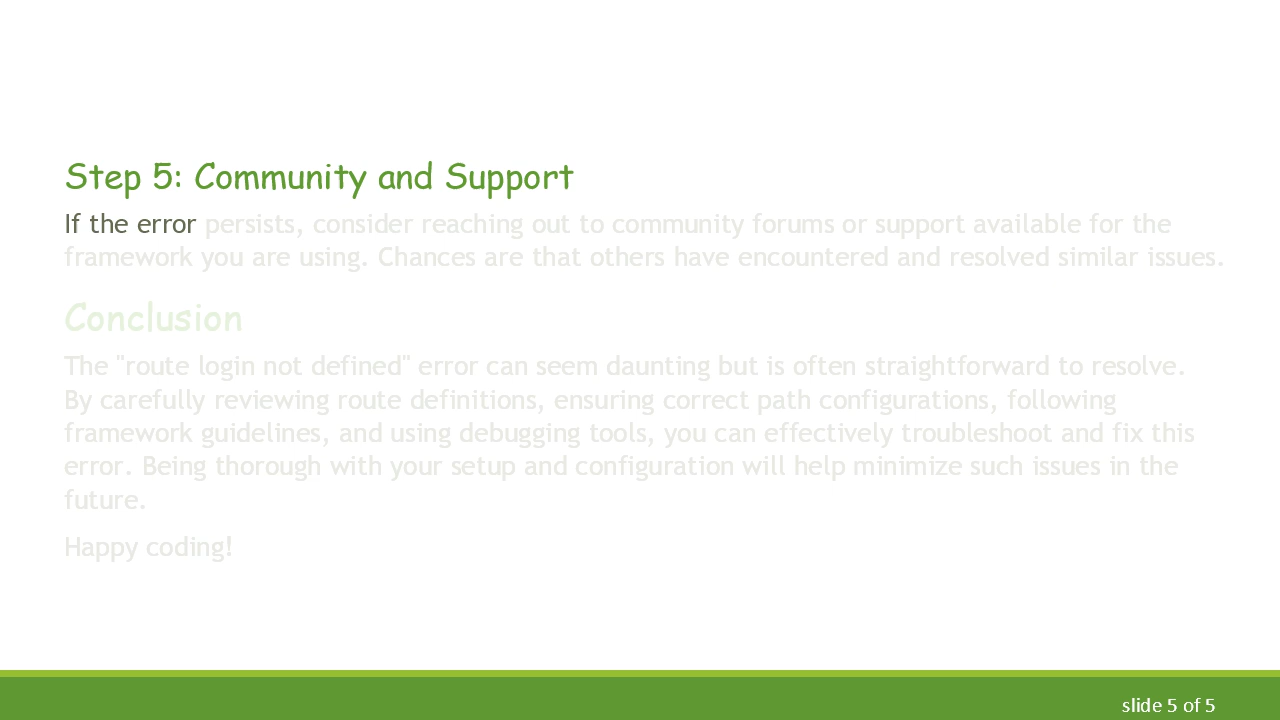 Step 5: Community and Support
If the error persists, consider reaching out to community forums or support available for the
framework you are using. Chances are that others have encountered and resolved similar issues.
Conclusion
The "route login not defined" error can seem daunting but is often straightforward to resolve.
By carefully reviewing route definitions, ensuring correct path configurations, following
framework guidelines, and using debugging tools, you can effectively troubleshoot and fix this
error. Being thorough with your setup and configuration will help minimize such issues in the
future.
Happy coding!
slide 5 of 5